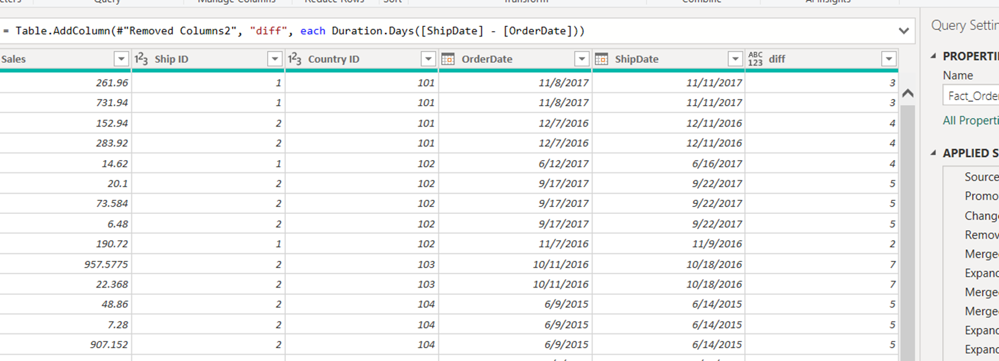 Query
Manage Columns
Reduce Rows
Sort
Transform
Combine
AI Insights
= Table.AddColumn(#"Removed Columns2", "diff", each Duration.Days([ShipDate] - [OrderDate]))
Query Settin
Sales 1²3 Ship ID 1²3 Country ID OrderDate ShipDate ABC 123 diff
261.96 1 101 11/8/2017 11/11/2017 3
731.94 1 101 11/8/2017 11/11/2017 3
152.94 2 101 12/7/2016 12/11/2016 4
283.92 2 101 12/7/2016 12/11/2016 4
14.62 1 102 6/12/2017 6/16/2017 4
20.1 2 102 9/17/2017 9/22/2017 5
73.584 2 102 9/17/2017 9/22/2017 5
6.48 2 102 9/17/2017 9/22/2017 5
190.72 1 102 11/7/2016 11/9/2016 2
957.5775 2 103 10/11/2016 10/18/2016 7
22.368 2 103 10/11/2016 10/18/2016 7
48.86 2 104 6/9/2015 6/14/2015 5
7.28 2 104 6/9/2015 6/14/2015 5
907.152 2 104 6/9/2015 6/14/2015 5
PROPERTI
Name
Fact_Orde
All Properti
APPLIED S
Source
Promo
Change
Remov
Merge
Expand
Merge
Merge
Expand
Expand